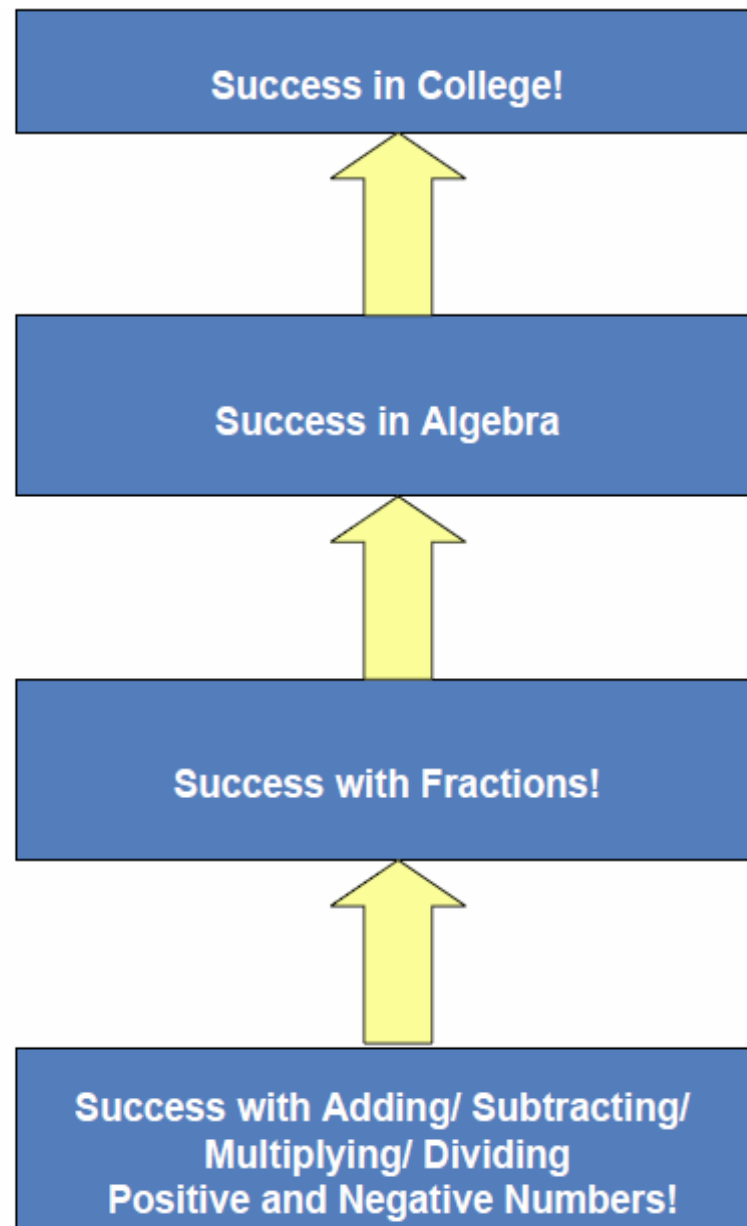 Success in College!
Success in Algebra
Success with Fractions!
Success with Adding/ Subtracting/
Multiplying/ Dividing
Positive and Negative Numbers!